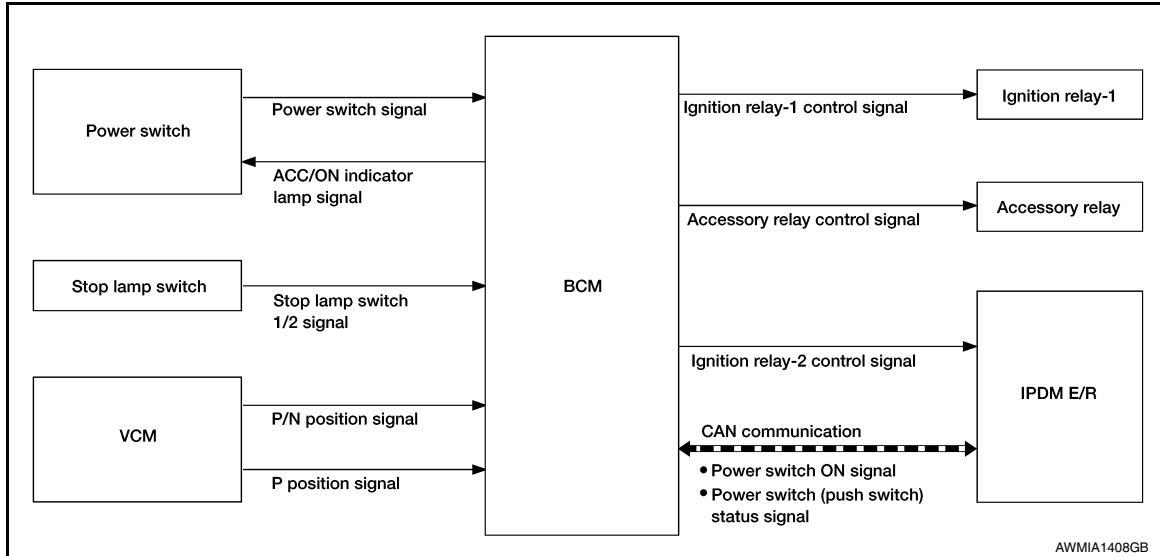 Power switch
Power switch signal
ACC/ON indicator
lamp signal
Stop lamp switch
Stop lamp switch
1/2 signal
VCM
P/N position signal
P position signal
BCM
Ignition relay-1 control signal
Ignition relay-1
Accessory relay control signal
Accessory relay
Ignition relay-2 control signal
IPDM E/R
CAN communication
• Power switch ON signal
• Power switch (push switch)
status signal
AWMIA1408GB